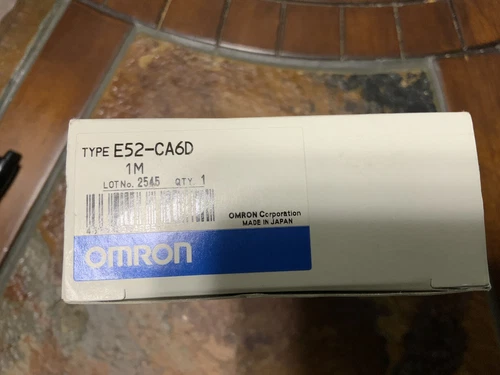 TYPE E52-CA6D
1M
LOT No. 2545 QTY 1
OMRON Corporation
MADE IN JAPAN
OMRON